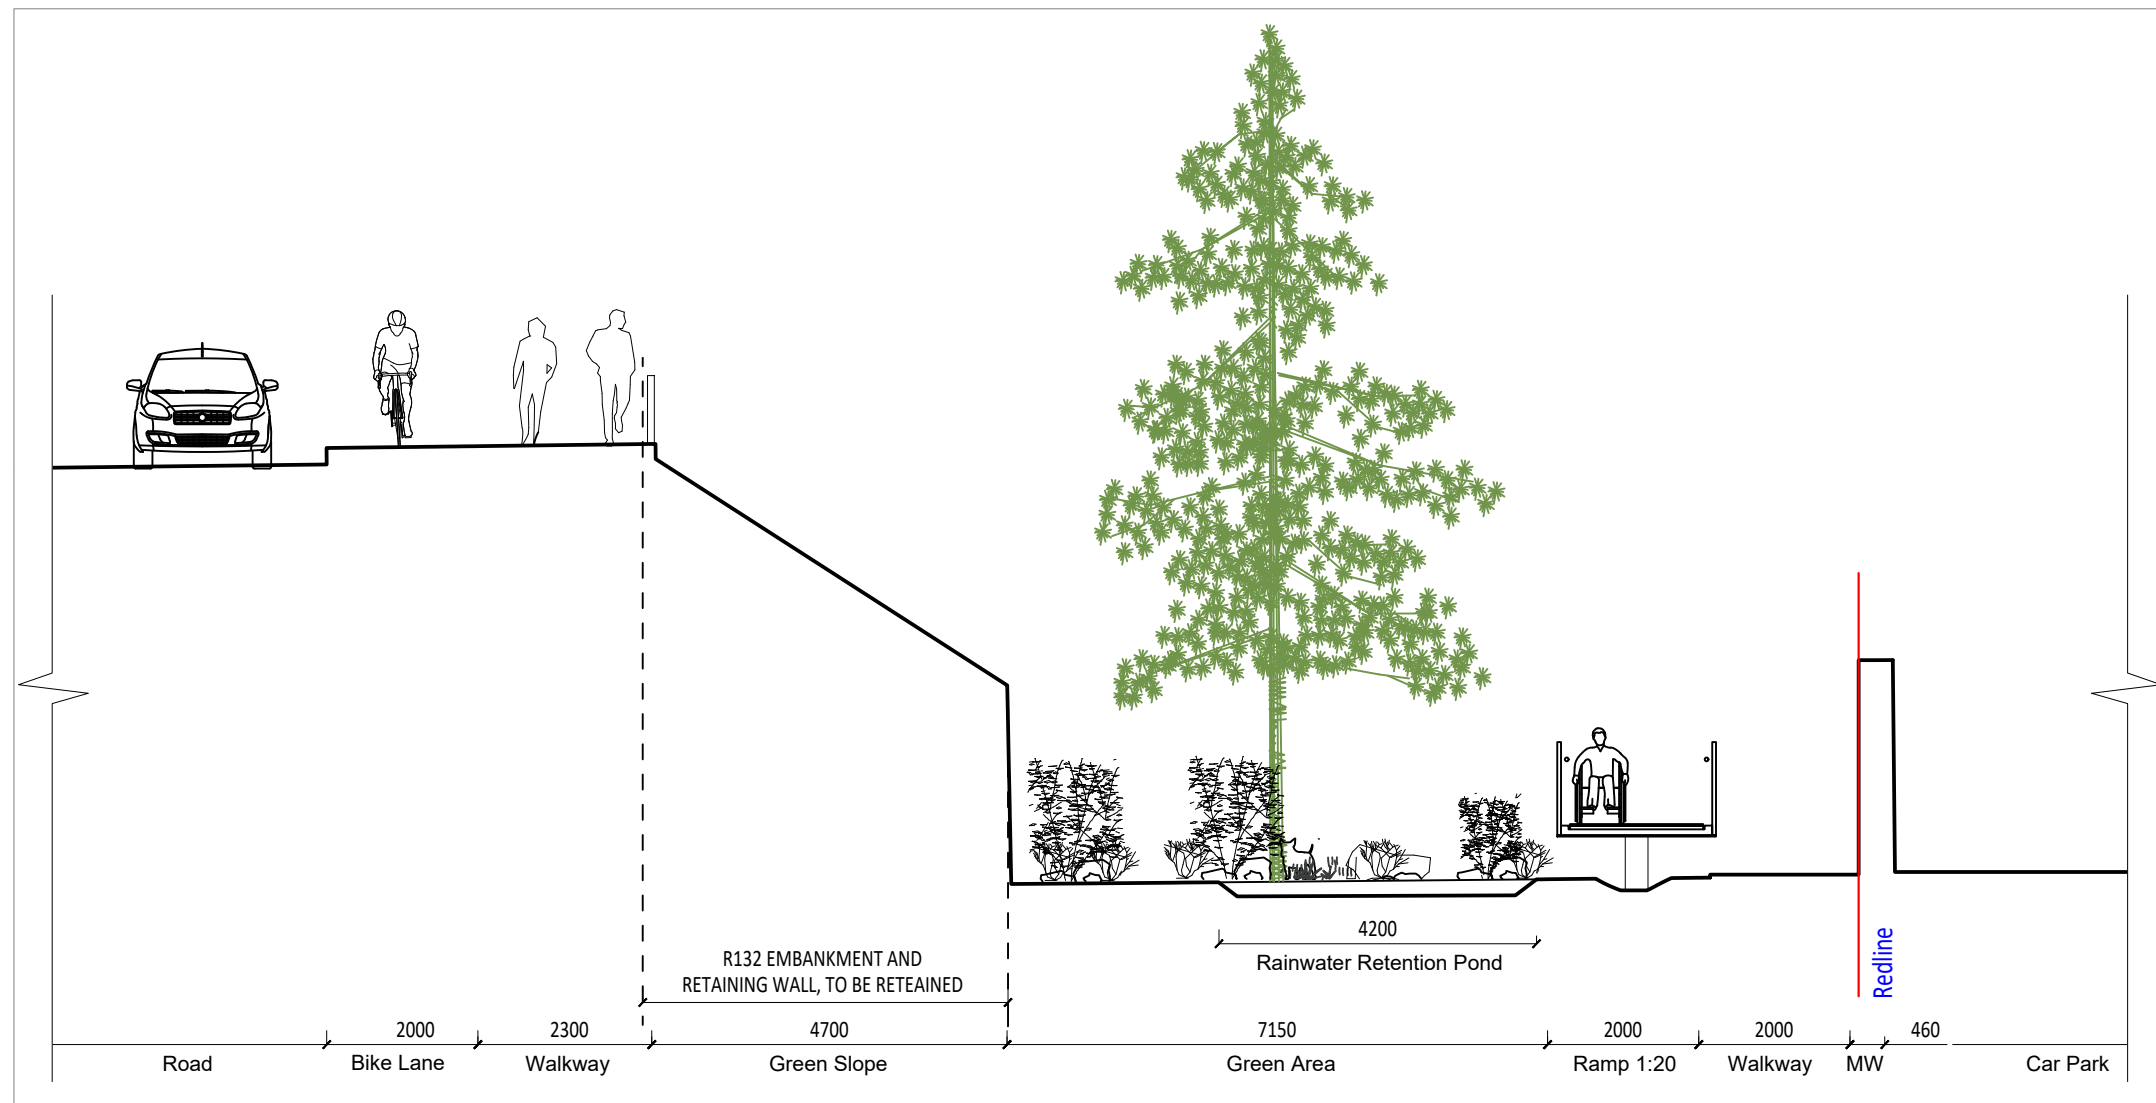 4200
Rainwater Retention Pond
Redline
R132 EMBANKMENT AND
RETAINING WALL, TO BE RETEAINED
2000
2300
4700
7150
2000
2000
460
Road
Bike Lane
Walkway
Green Slope
Green Area
Ramp 1:20
Walkway
MW
Car Park